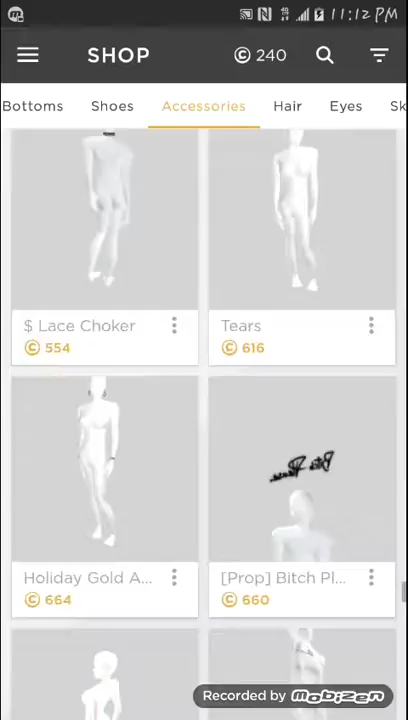 11:12 PM
SHOP
© 240
Bottoms Shoes Accessories Hair Eyes Sk
$ Lace Choker
Tears
© 554
© 616
Holiday Gold A...
[Prop] Bitch Pl...
© 664
© 660
Recorded by mobizen